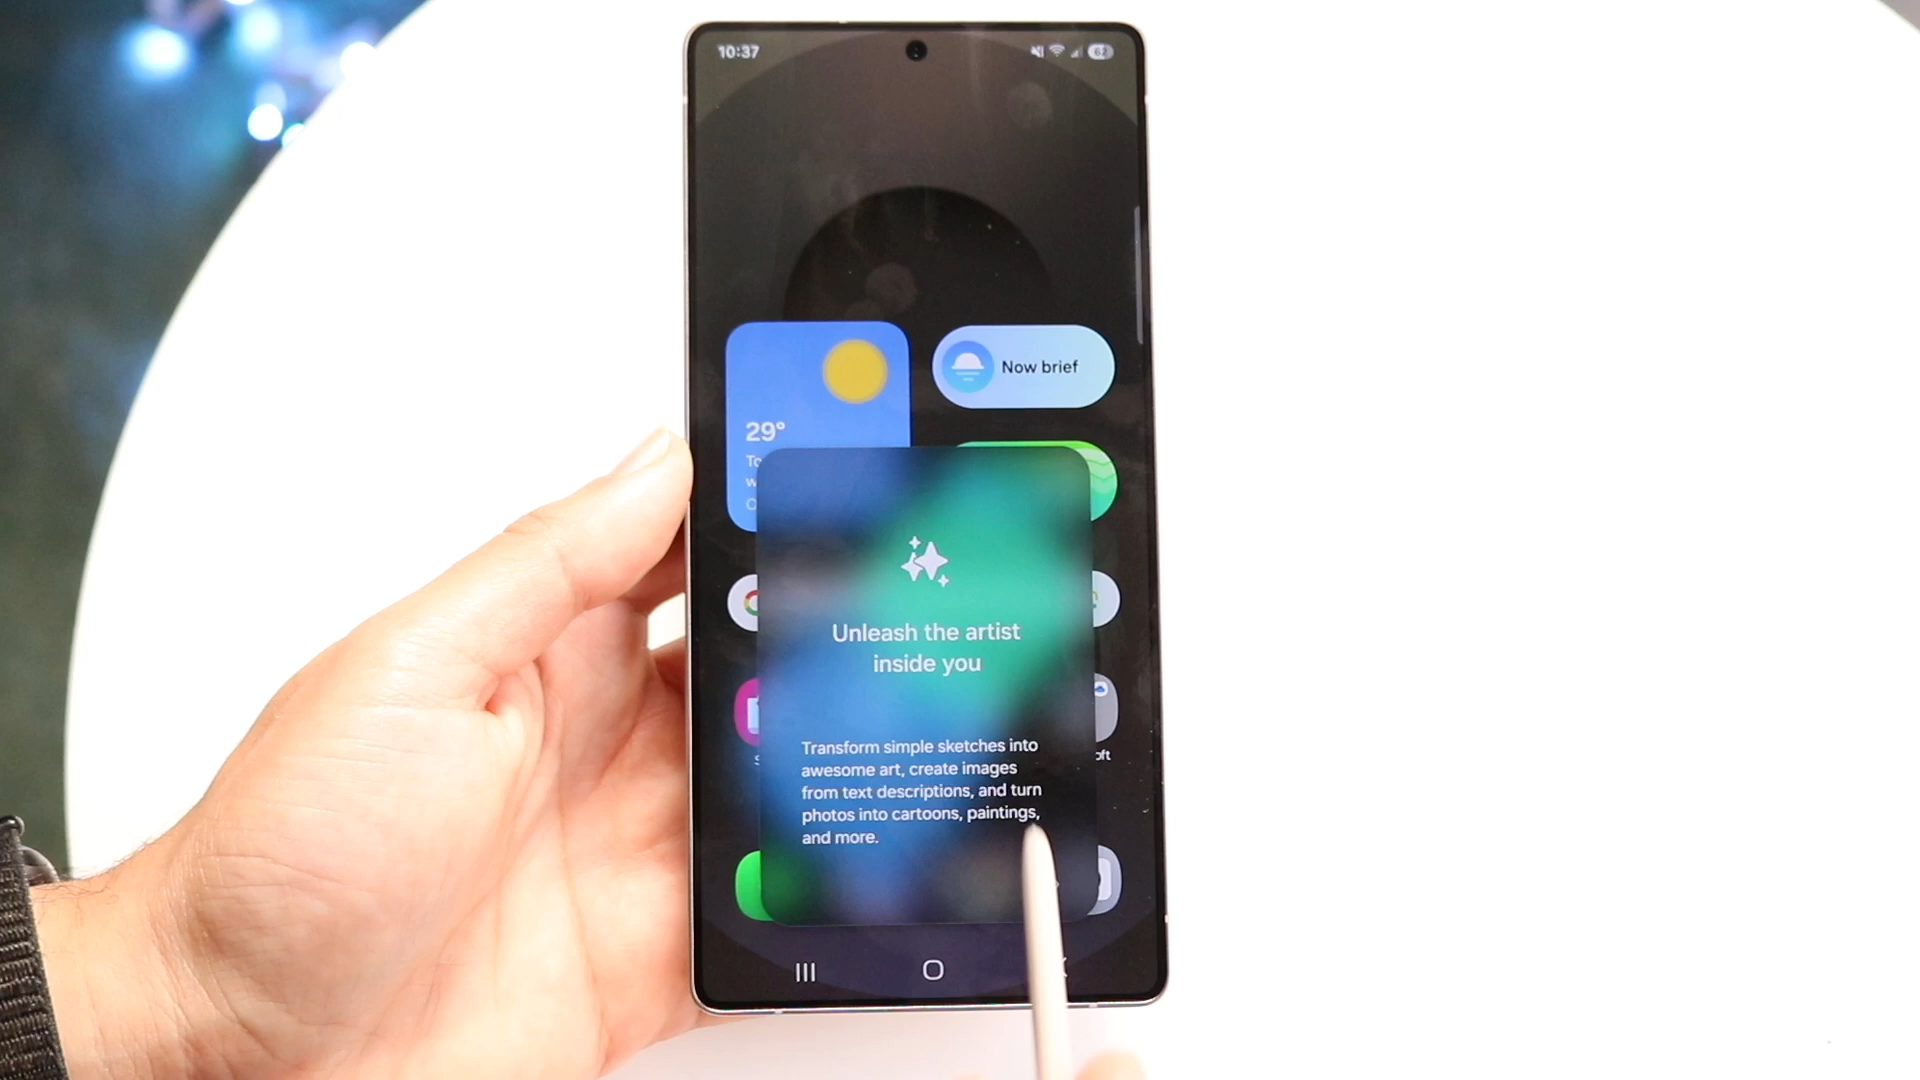 10:37
62
Now brief
29°
Unleash the artist
inside you
Transform simple sketches into
awesome art, create images
from text descriptions, and turn
photos into cartoons, paintings,
and more.